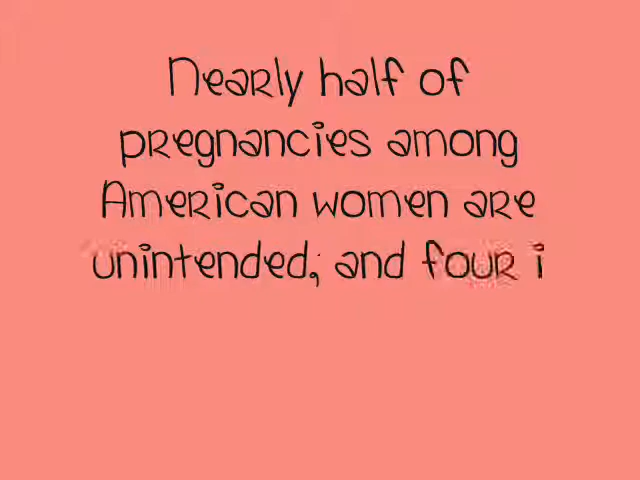 Nearly half of
pregnancies among
American women are
unintended, and four i